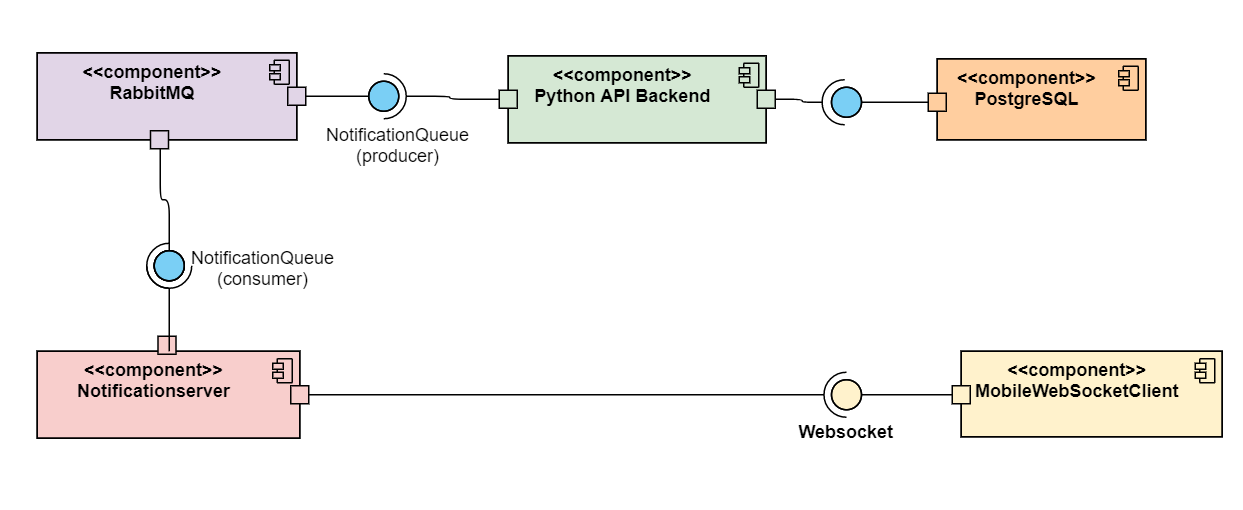 <<component>>
RabbitMQ
<<component>>
Python API Backend
<<component>>
PostgreSQL
NotificationQueue
(producer)
NotificationQueue
(consumer)
<<component>>
Notificationserver
<<component>>
MobileWebSocketClient
Websocket